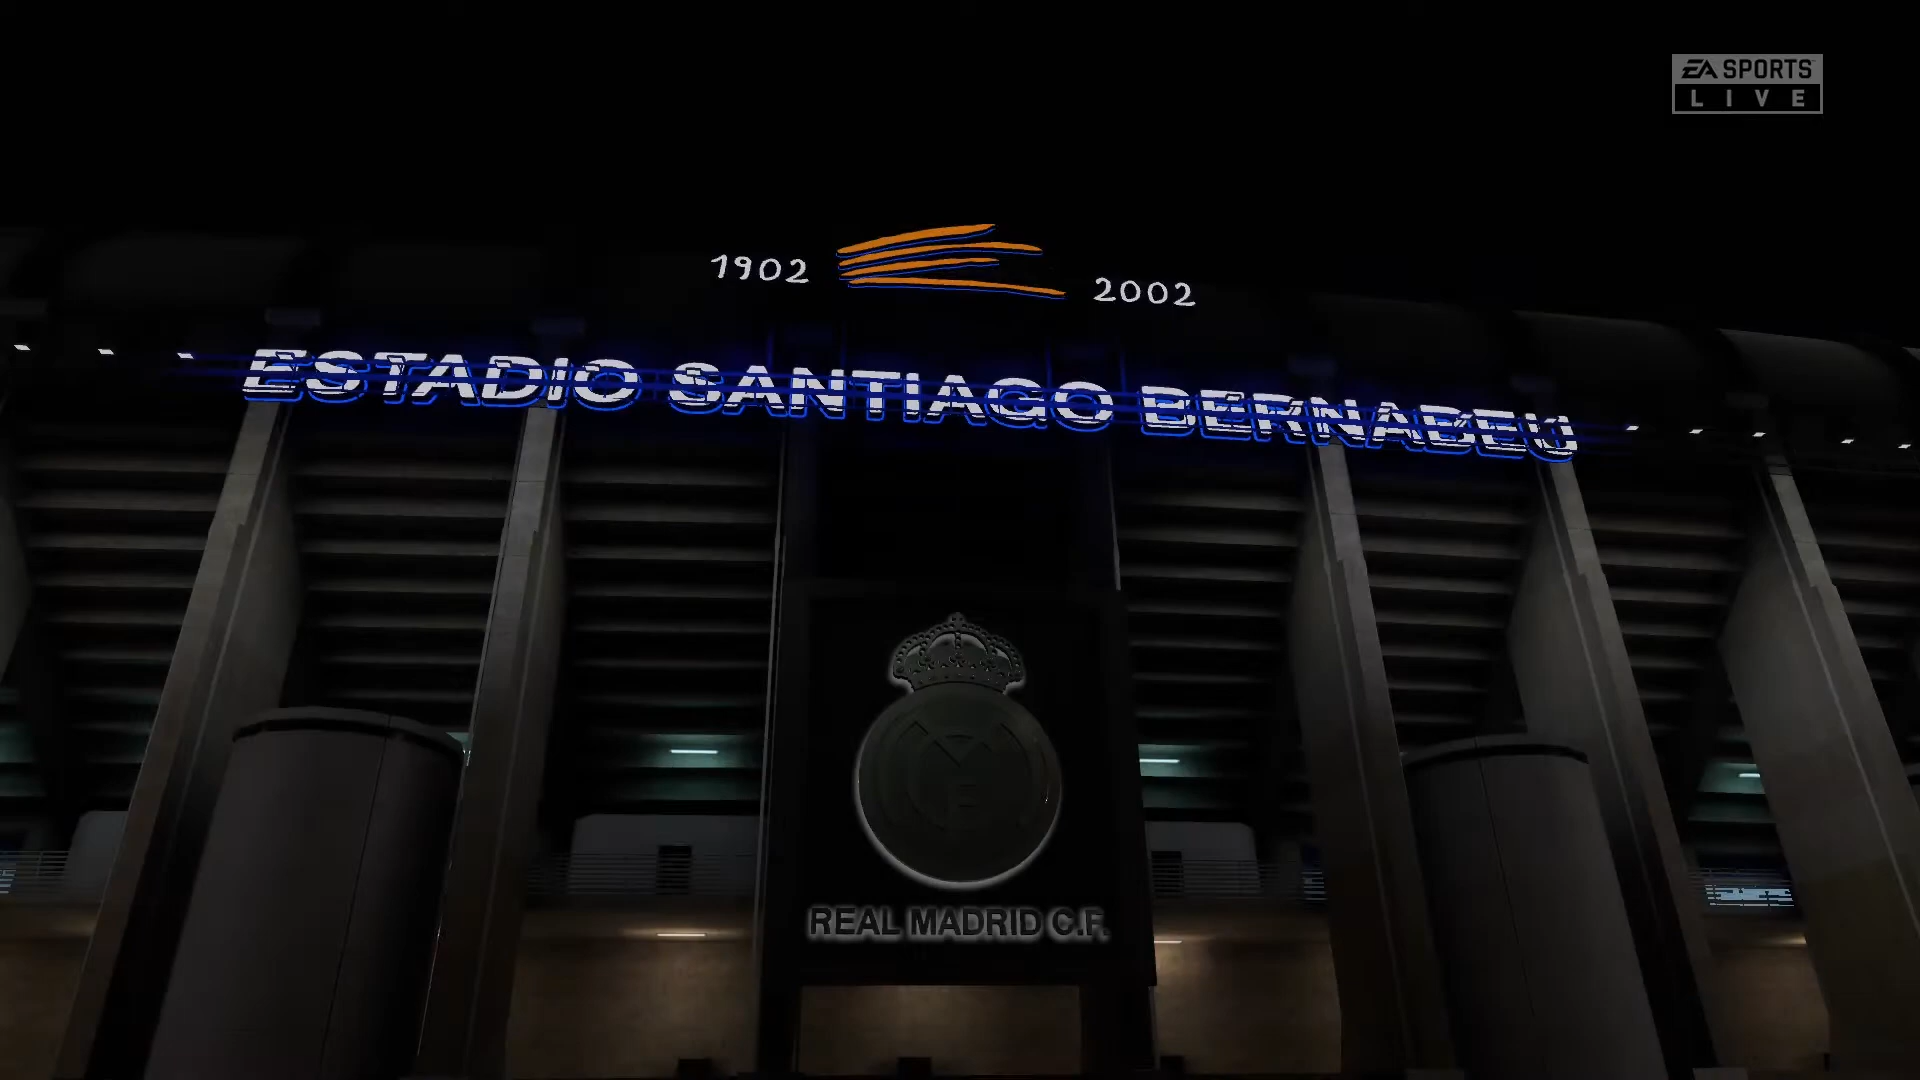 EA SPORTS
LIVE
1902 2002
ESTADIO SANTIAGO BERNABEU
REAL MADRID C.F.